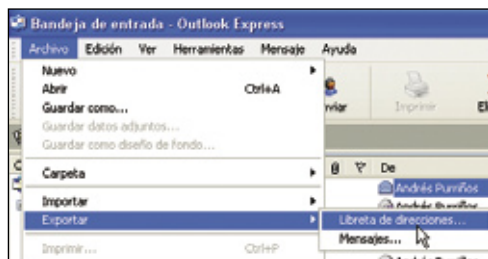 Bandeja de entrada - Outlook Express
Archivo Edición Ver Herramientas Mensaje Ayuda
Nuevo
Abrir Ctrl+A
Guardar como...
Guardar datos adjuntos...
Guardar como diseño de fondo...
Carpeta
Importar
Exportar
Imprimir... Ctrl+P
Imprimir
De
Andrés Purriños
Libreta de direcciones...
Mensajes...